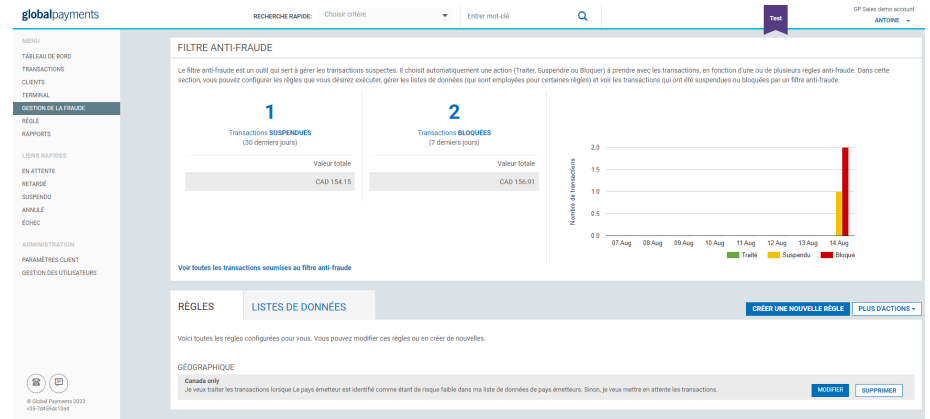 globalpayments
RECHERCHE RAPIDE: Choisir critère Entrer mot-clé
Test
GP Sales demo account
ANTOINE
MENU
TABLEAU DE BORD
TRANSACTIONS
CLIENTS
TERMINAL
GESTION DE LA FRAUDE
RÉGLÉ
RAPPORTS
LIENS RAPIDES
EN ATTENTE
RETARDÉ
SUSPENDU
ANNULÉ
ÉCHEC
ADMINISTRATION
PARAMÈTRES CLIENT
GESTION DES UTILISATEURS
© Global Payments 2023
v35-7d459dc10a4
FILTRE ANTI-FRAUDE
Le filtre anti-fraude est un outil qui sert à gérer les transactions suspectes. Il choisit automatiquement une action (Traiter, Suspendre ou Bloquer) à prendre avec les transactions, en fonction d'une ou de plusieurs règles anti-fraude. Dans cette
section, vous pouvez configurer les règles que vous désirez exécuter, gérer les listes de données (qui sont employées pour certaines règles) et voir les transactions qui ont été suspendues ou bloquées par un filtre anti-fraude.
1
Transactions SUSPENDUES
(30 derniers jours)
Valeur totale
CAD 154.15
2
Transactions BLOQUÉES
(7 derniers jours)
Valeur totale
CAD 156.91
Nombre de transactions
2.0
1.5
1.0
0.5
0.0
07 Aug 08 Aug 09 Aug 10 Aug 11 Aug 12 Aug 13 Aug 14 Aug
Traité Suspendu Bloqué
Voir toutes les transactions soumises au filtre anti-fraude
RÈGLES LISTES DE DONNÉES
CRÉER UNE NOUVELLE RÈGLE PLUS D'ACTIONS
Voici toutes les règles configurées pour vous. Vous pouvez modifier ces règles ou en créer de nouvelles.
GÉOGRAPHIQUE
Canada only
Je veux traiter les transactions lorsque Le pays émetteur est identifié comme étant de risque faible dans ma liste de données de pays émetteurs. Sinon, je veux mettre en attente les transactions.
MODIFIER SUPPRIMER